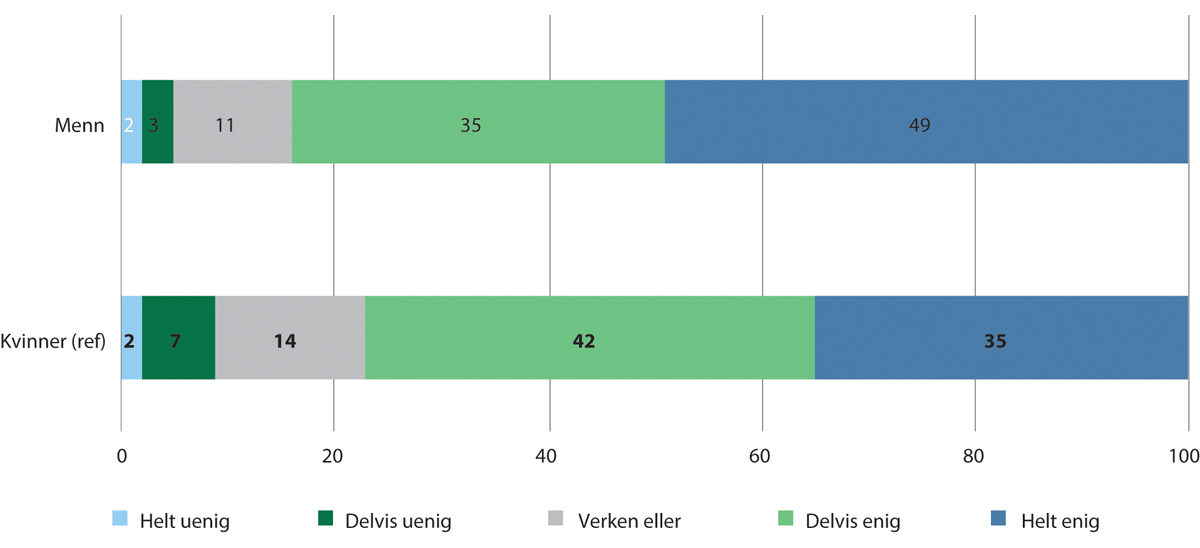 Menn 2 3 11 35 49
Kvinner (ref) 2 7 14 42 35
0 20 40 60 80 100
Helt uenig Delvis uenig Verken eller Delvis enig Helt enig